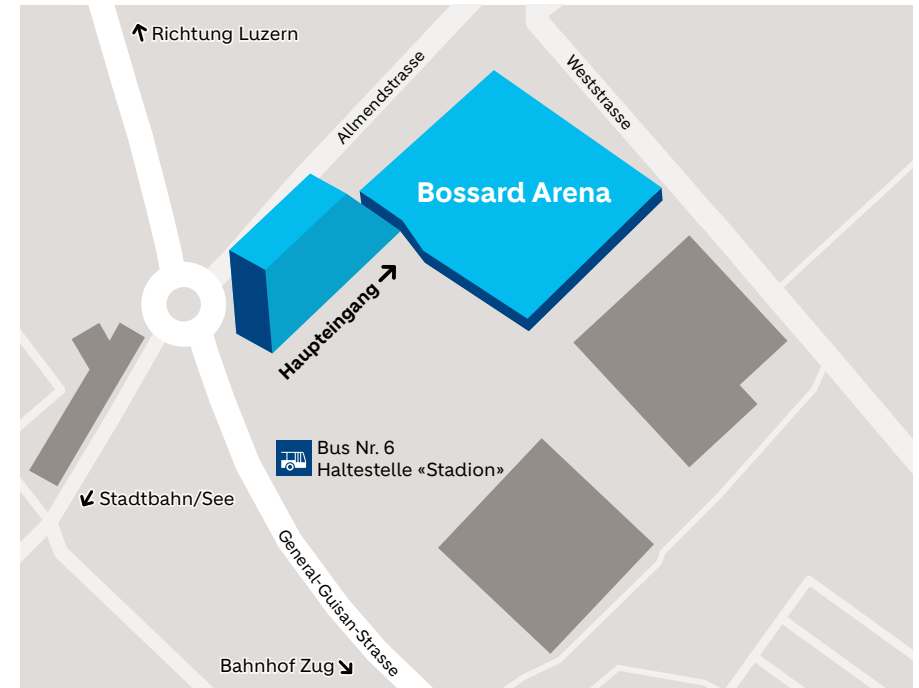 Richtung Luzern
Allmendstrasse
Weststrasse
Bossard Arena
Haupteingang
Bus Nr. 6
Haltestelle «Stadion»
Stadtbahn/See
General-Guisan-Strasse
Bahnhof Zug